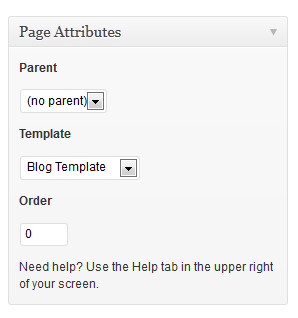 Page Attributes
Parent
(no parent)
Template
Blog Template
Order
0
Need help? Use the Help tab in the upper right
of your screen.